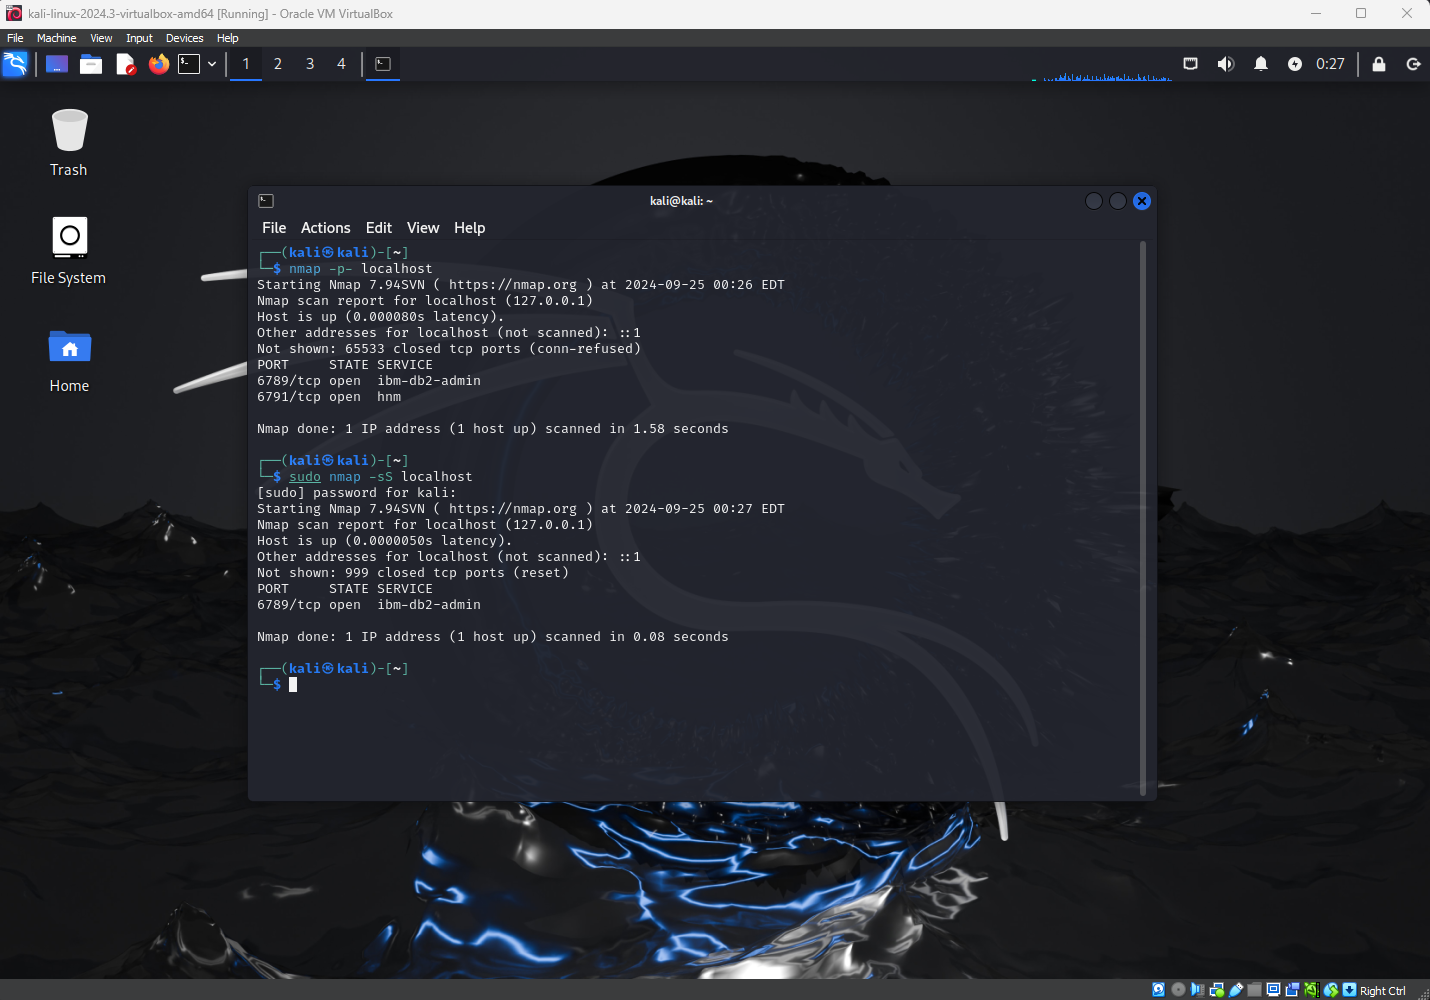 kali-linux-2024.3-virtualbox-amd64 [Running] - Oracle VM VirtualBox
File Machine View Input Devices Help
1 2 3 4 0:27
Trash
File System
Home
kali@kali: ~
File Actions Edit View Help
┌──(kali㉿kali)-[~]
└─$ nmap -p- localhost
Starting Nmap 7.94SVN ( https://nmap.org ) at 2024-09-25 00:26 EDT
Nmap scan report for localhost (127.0.0.1)
Host is up (0.000080s latency).
Other addresses for localhost (not scanned): ::1
Not shown: 65533 closed tcp ports (conn-refused)
PORT     STATE SERVICE
6789/tcp open  ibm-db2-admin
6791/tcp open  hnm
Nmap done: 1 IP address (1 host up) scanned in 1.58 seconds
┌──(kali㉿kali)-[~]
└─$ sudo nmap -sS localhost
[sudo] password for kali:
Starting Nmap 7.94SVN ( https://nmap.org ) at 2024-09-25 00:27 EDT
Nmap scan report for localhost (127.0.0.1)
Host is up (0.0000050s latency).
Other addresses for localhost (not scanned): ::1
Not shown: 999 closed tcp ports (reset)
PORT     STATE SERVICE
6789/tcp open  ibm-db2-admin
Nmap done: 1 IP address (1 host up) scanned in 0.08 seconds
┌──(kali㉿kali)-[~]
└─$
Right Ctrl